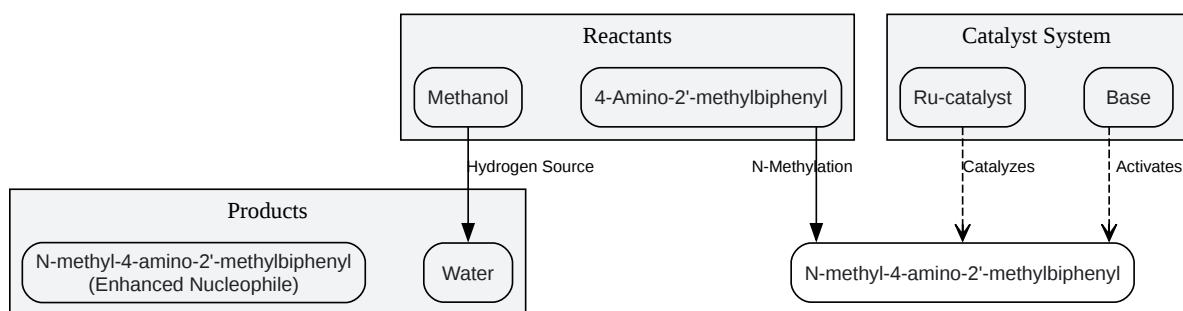 Reactants
Catalyst System
Methanol
4-Amino-2'-methylbiphenyl
Ru-catalyst
Base
Hydrogen Source
N-Methylation
Catalyzes
Activates
Products
N-methyl-4-amino-2'-methylbiphenyl
(Enhanced Nucleophile)
Water
N-methyl-4-amino-2'-methylbiphenyl